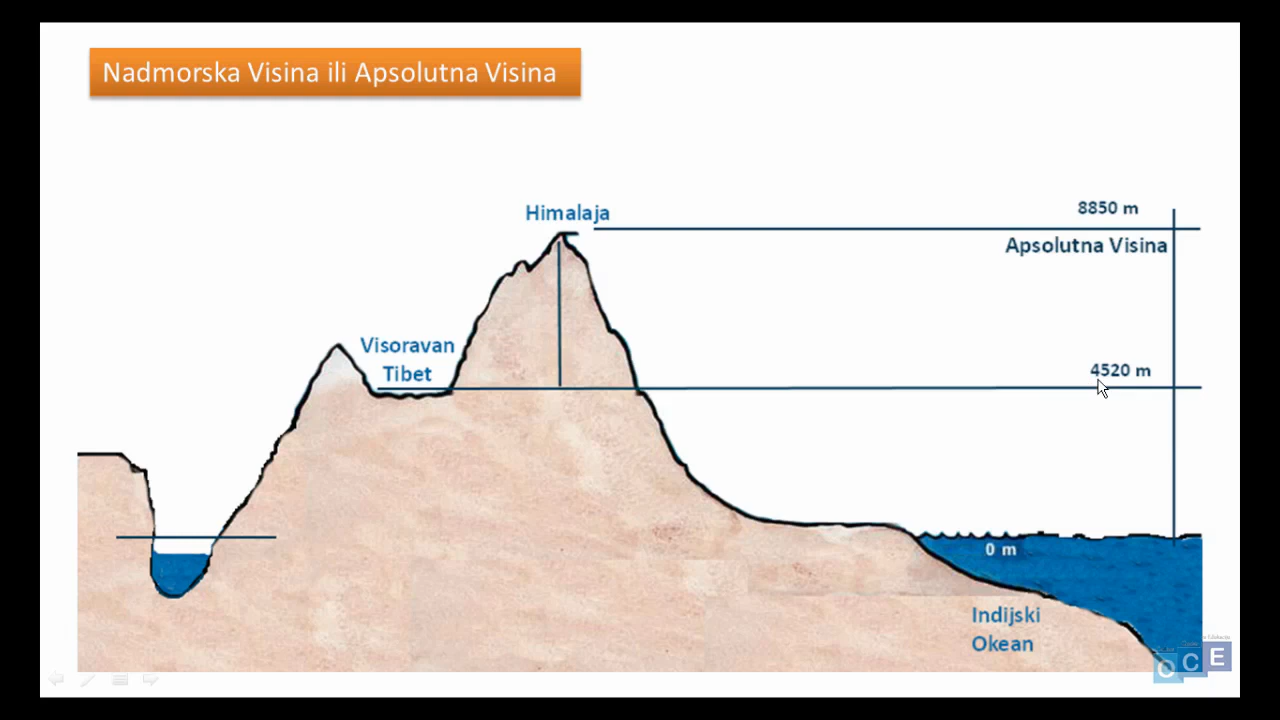 Nadmorska Visina ili Apsolutna Visina
Himalaja
8850 m
Apsolutna Visina
Visoravan
Tibet
4520 m
0 m
Indijski
Okean
O C E